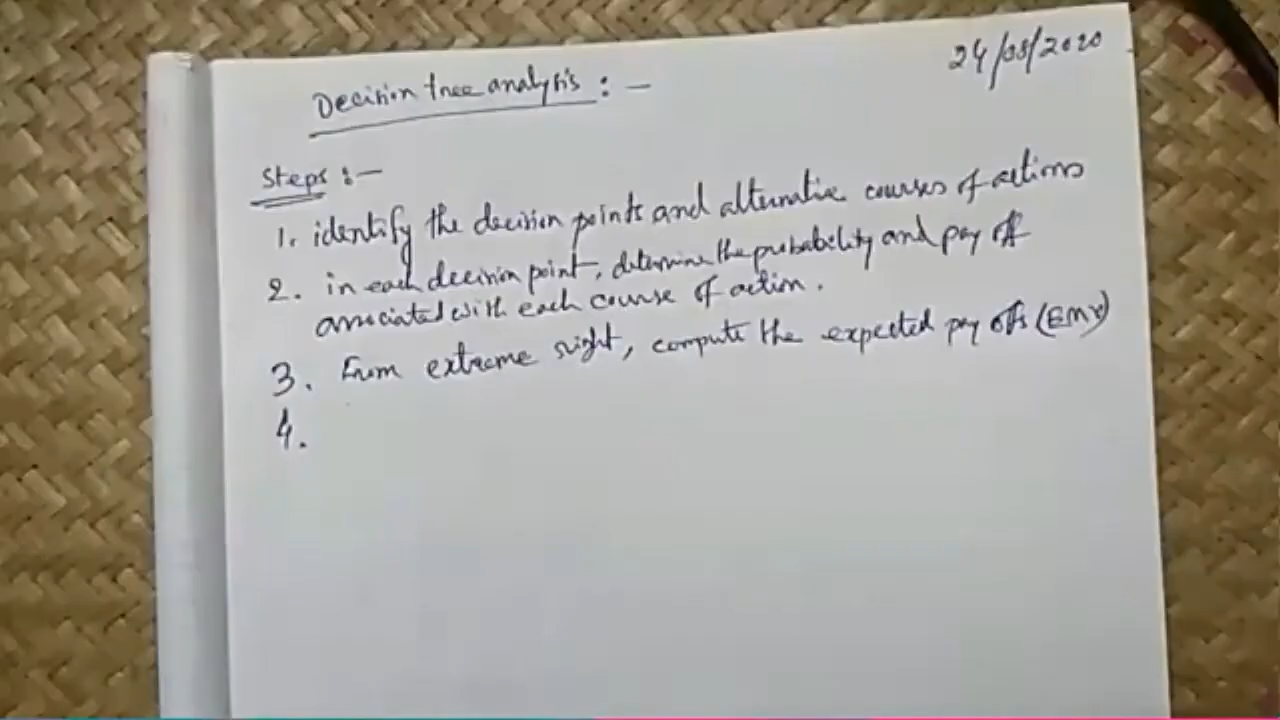 24/08/2020
Decision tree analysis : -
Steps :-
1. identify the decision points and alternative courses of actions
2. in each decision point, determine the probability and pay off
associated with each course of action.
3. From extreme right, compute the expected pay offs (EMV)
4.